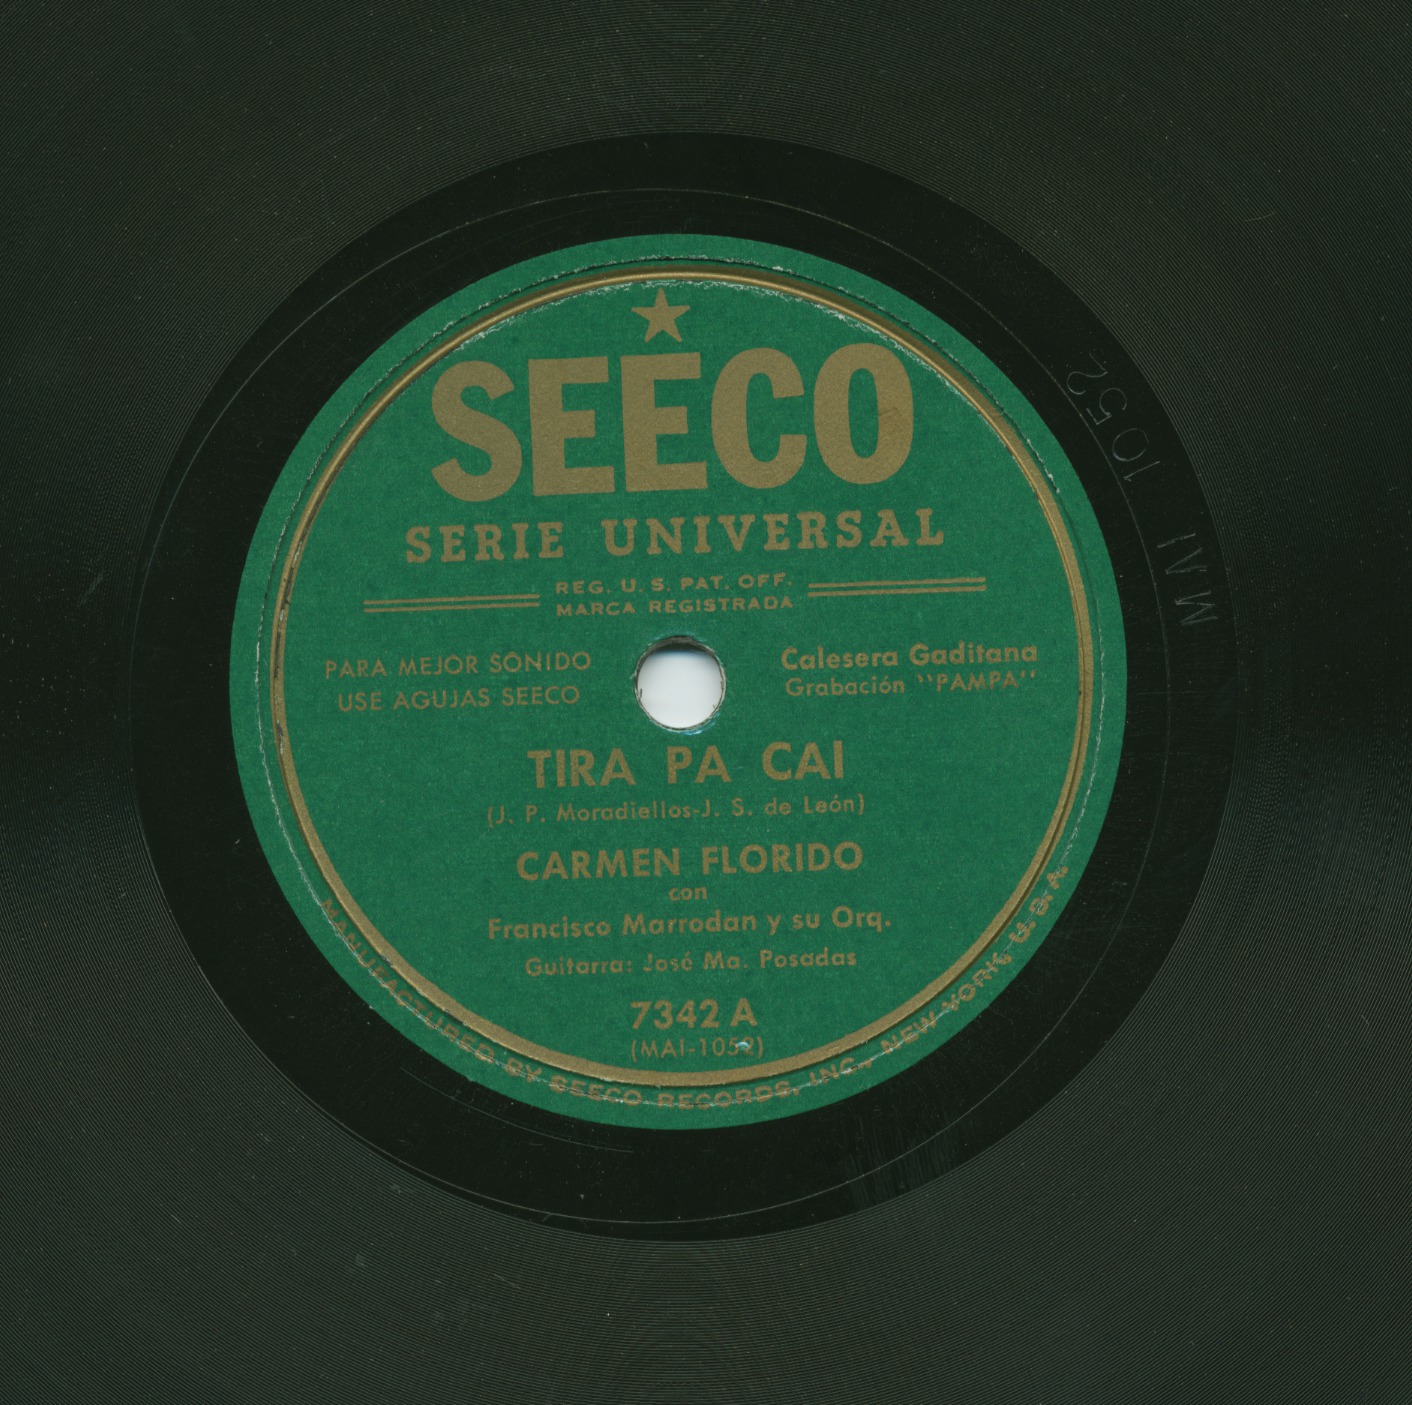 SEECO
SERIE UNIVERSAL
REG. U. S. PAT. OFF.
MARCA REGISTRADA
PARA MEJOR SONIDO
USE AGUJAS SEECO
Calesera Gaditana
Grabación "PAMPA"
TIRA PA CAI
(J. P. Moradiellos-J. S. de León)
CARMEN FLORIDO
con
Francisco Marrodan y su Orq.
Guitarra: José Ma. Posadas
7342 A
(MAI-1052)
MANUFACTURED BY SEECO RECORDS, INC., NEW YORK, U. S. A.
MAI 1052